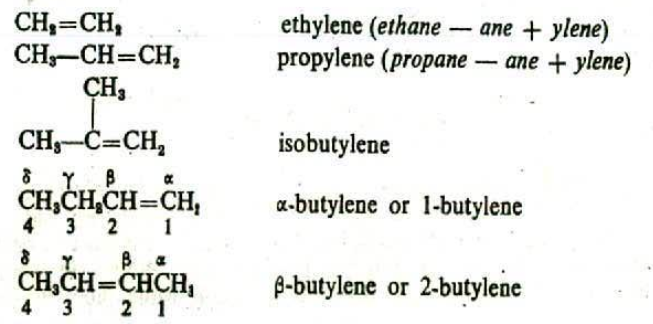 CH₂=CH₂ ethylene (ethane — ane + ylene)
CH₃—CH=CH₂ propylene (propane — ane + ylene)
CH₃
CH₃—C=CH₂ isobutylene
δ γ β α
CH₃CH₂CH=CH₂ α-butylene or 1-butylene
4 3 2 1
δ γ β α
CH₃CH=CHCH₃ β-butylene or 2-butylene
4 3 2 1